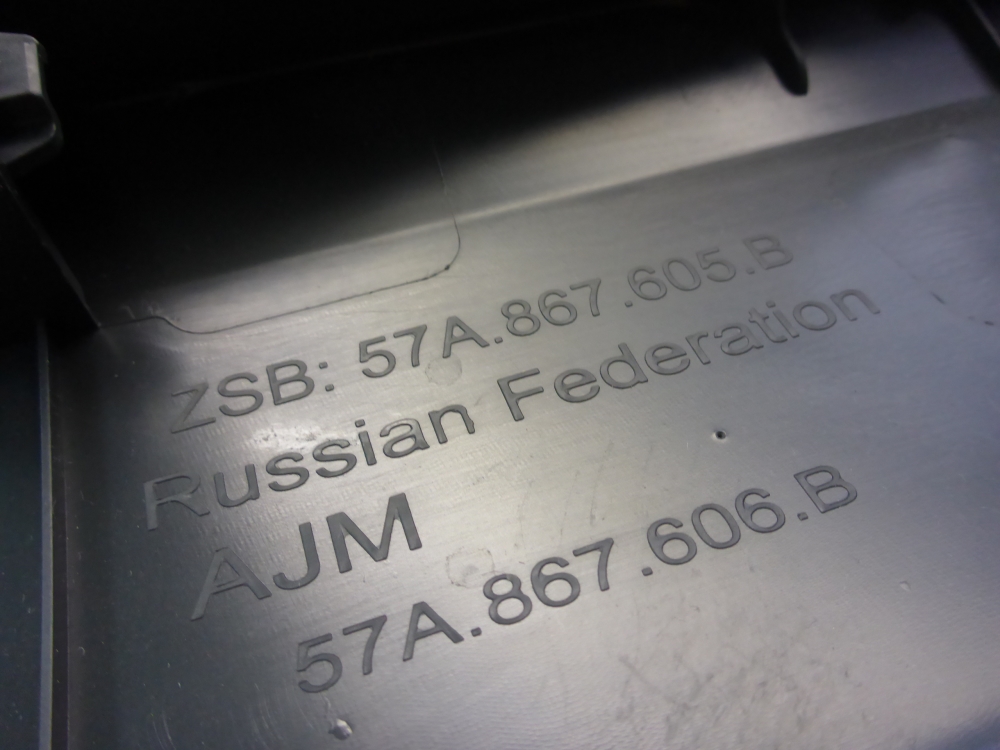 ZSB: 57A.867.605.B
Russian Federation
AJM
57A.867.606.B